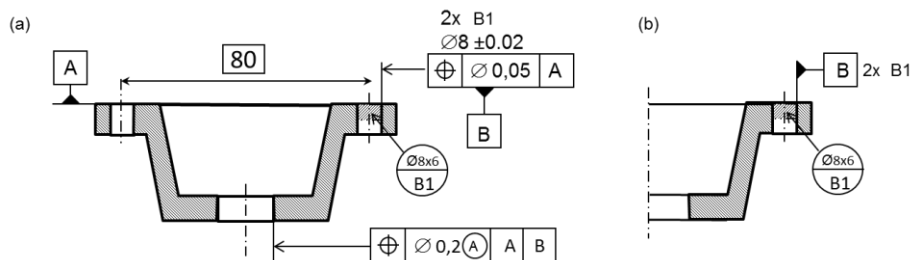 (a)
2x B1
(b)
Ø8 ±0.02
80
A
⌖ Ø 0,05 A
B 2x B1
B
Ø8x6
B1
Ø8x6
B1
⌖ Ø 0,2 Ⓐ A B